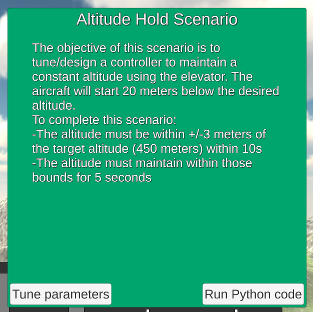 Altitude Hold Scenario
The objective of this scenario is to
tune/design a controller to maintain a
constant altitude using the elevator. The
aircraft will start 20 meters below the desired
altitude.
To complete this scenario:
-The altitude must be within +/-3 meters of
the target altitude (450 meters) within 10s
-The altitude must maintain within those
bounds for 5 seconds
Tune parameters
Run Python code